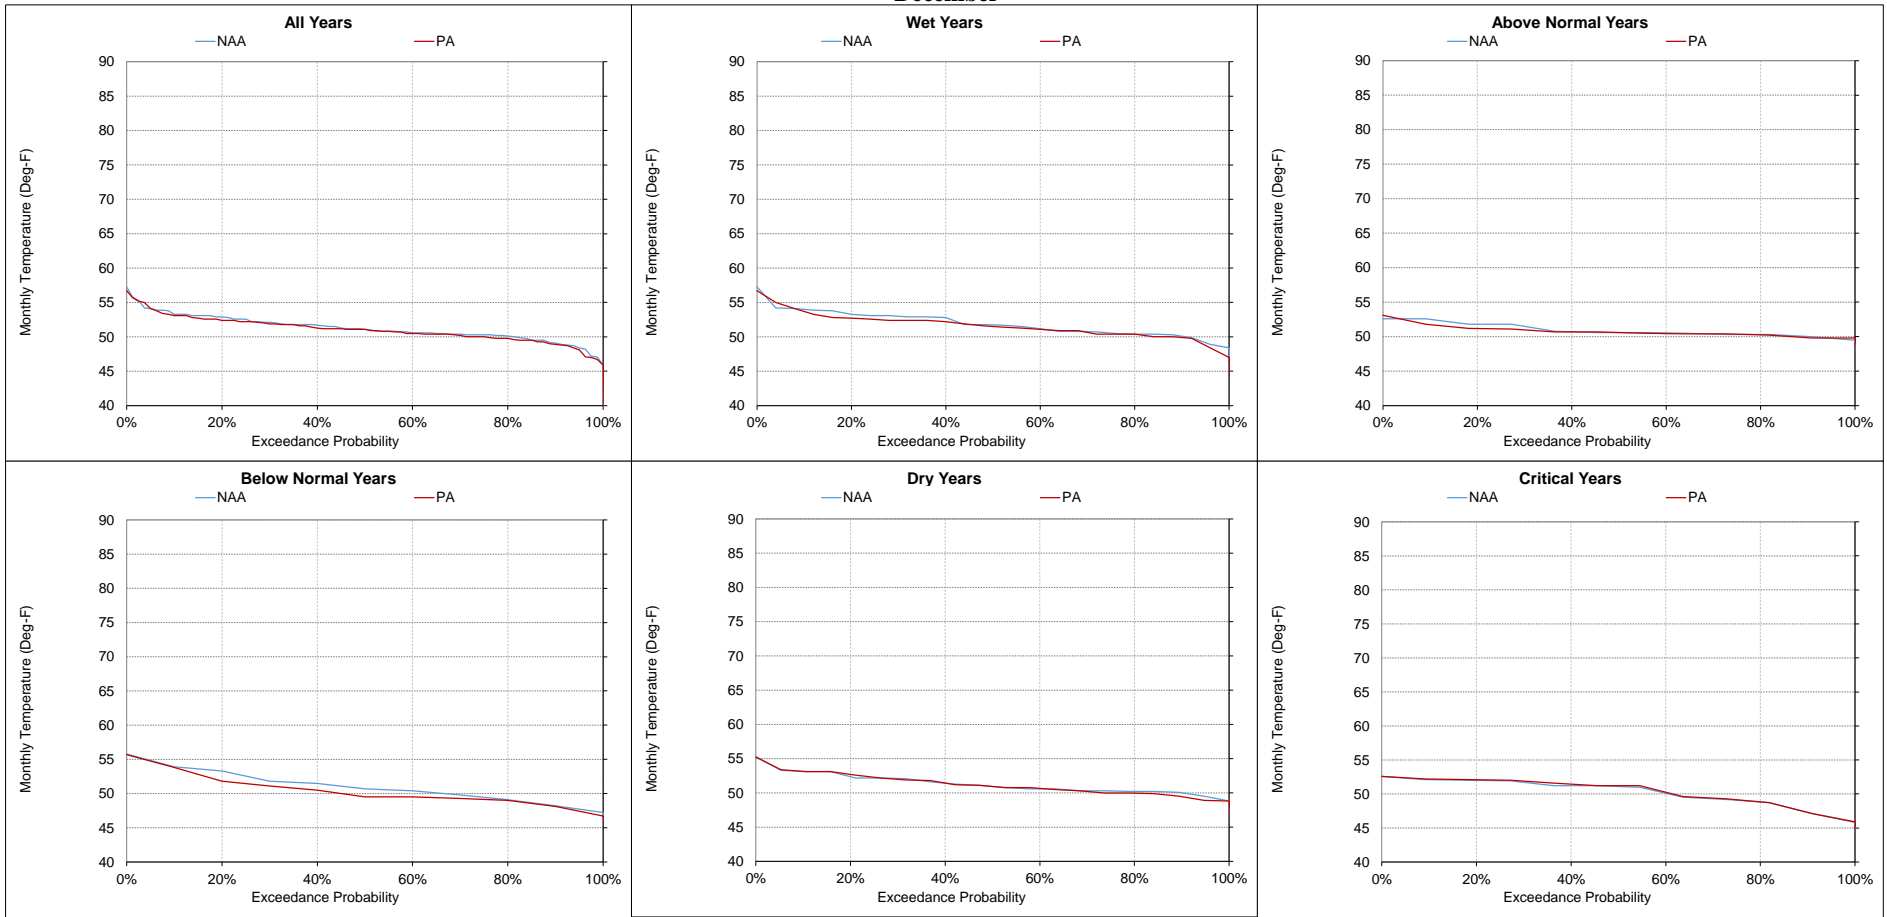 December
All Years
NAA PA
90
85
80
75
70
65
60
55
50
45
40
Monthly Temperature (Deg-F)
0% 20% 40% 60% 80% 100%
Exceedance Probability
Wet Years
NAA PA
90
85
80
75
70
65
60
55
50
45
40
Monthly Temperature (Deg-F)
0% 20% 40% 60% 80% 100%
Exceedance Probability
Above Normal Years
NAA PA
90
85
80
75
70
65
60
55
50
45
40
Monthly Temperature (Deg-F)
0% 20% 40% 60% 80% 100%
Exceedance Probability
Below Normal Years
NAA PA
90
85
80
75
70
65
60
55
50
45
40
Monthly Temperature (Deg-F)
0% 20% 40% 60% 80% 100%
Exceedance Probability
Dry Years
NAA PA
90
85
80
75
70
65
60
55
50
45
40
Monthly Temperature (Deg-F)
0% 20% 40% 60% 80% 100%
Exceedance Probability
Critical Years
NAA PA
90
85
80
75
70
65
60
55
50
45
40
Monthly Temperature (Deg-F)
0% 20% 40% 60% 80% 100%
Exceedance Probability